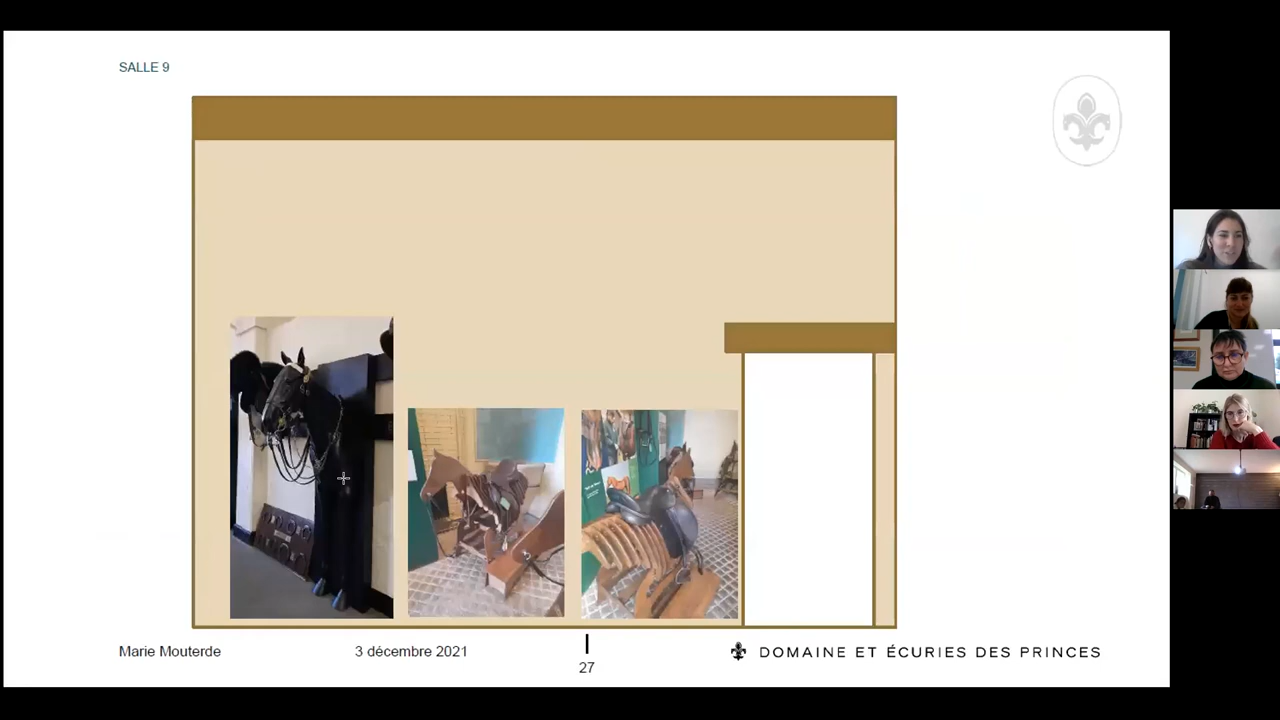 SALLE 9
Marie Mouterde
3 décembre 2021
27
DOMAINE ET ÉCURIES DES PRINCES